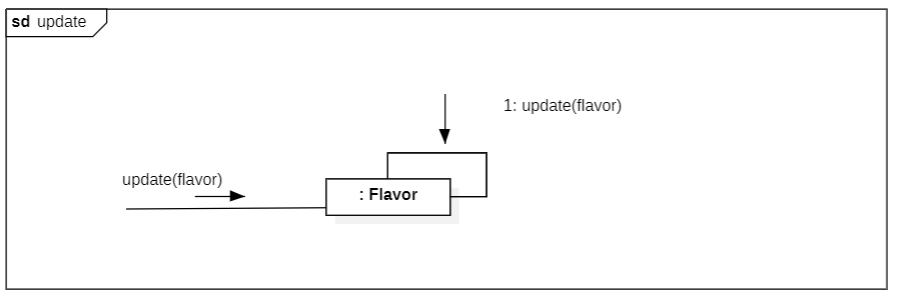 sd update
1: update(flavor)
update(flavor)
: Flavor